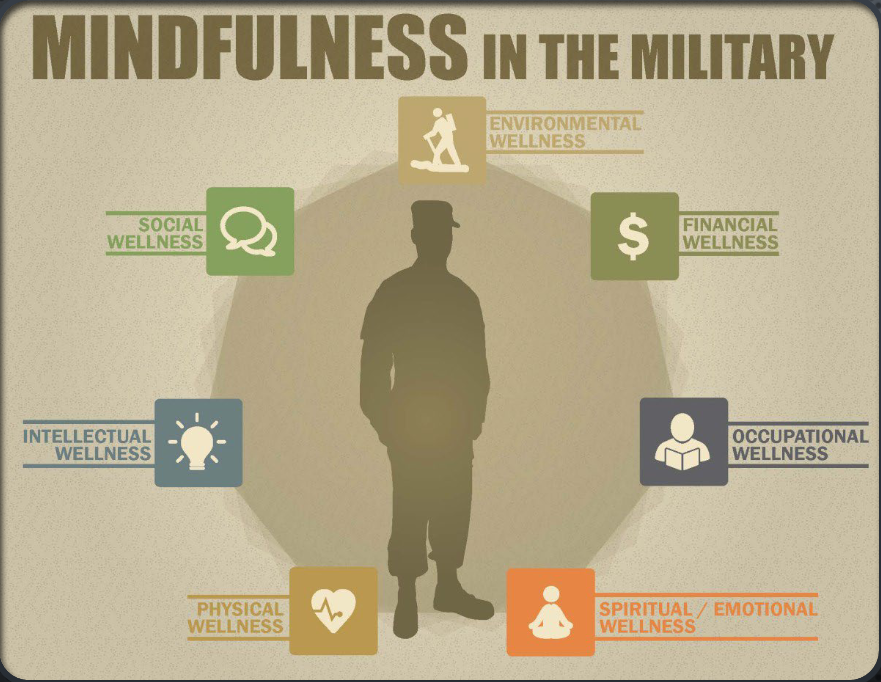 MINDFULNESS IN THE MILITARY
ENVIRONMENTAL
WELLNESS
SOCIAL
WELLNESS
$
FINANCIAL
WELLNESS
INTELLECTUAL
WELLNESS
OCCUPATIONAL
WELLNESS
PHYSICAL
WELLNESS
SPIRITUAL / EMOTIONAL
WELLNESS